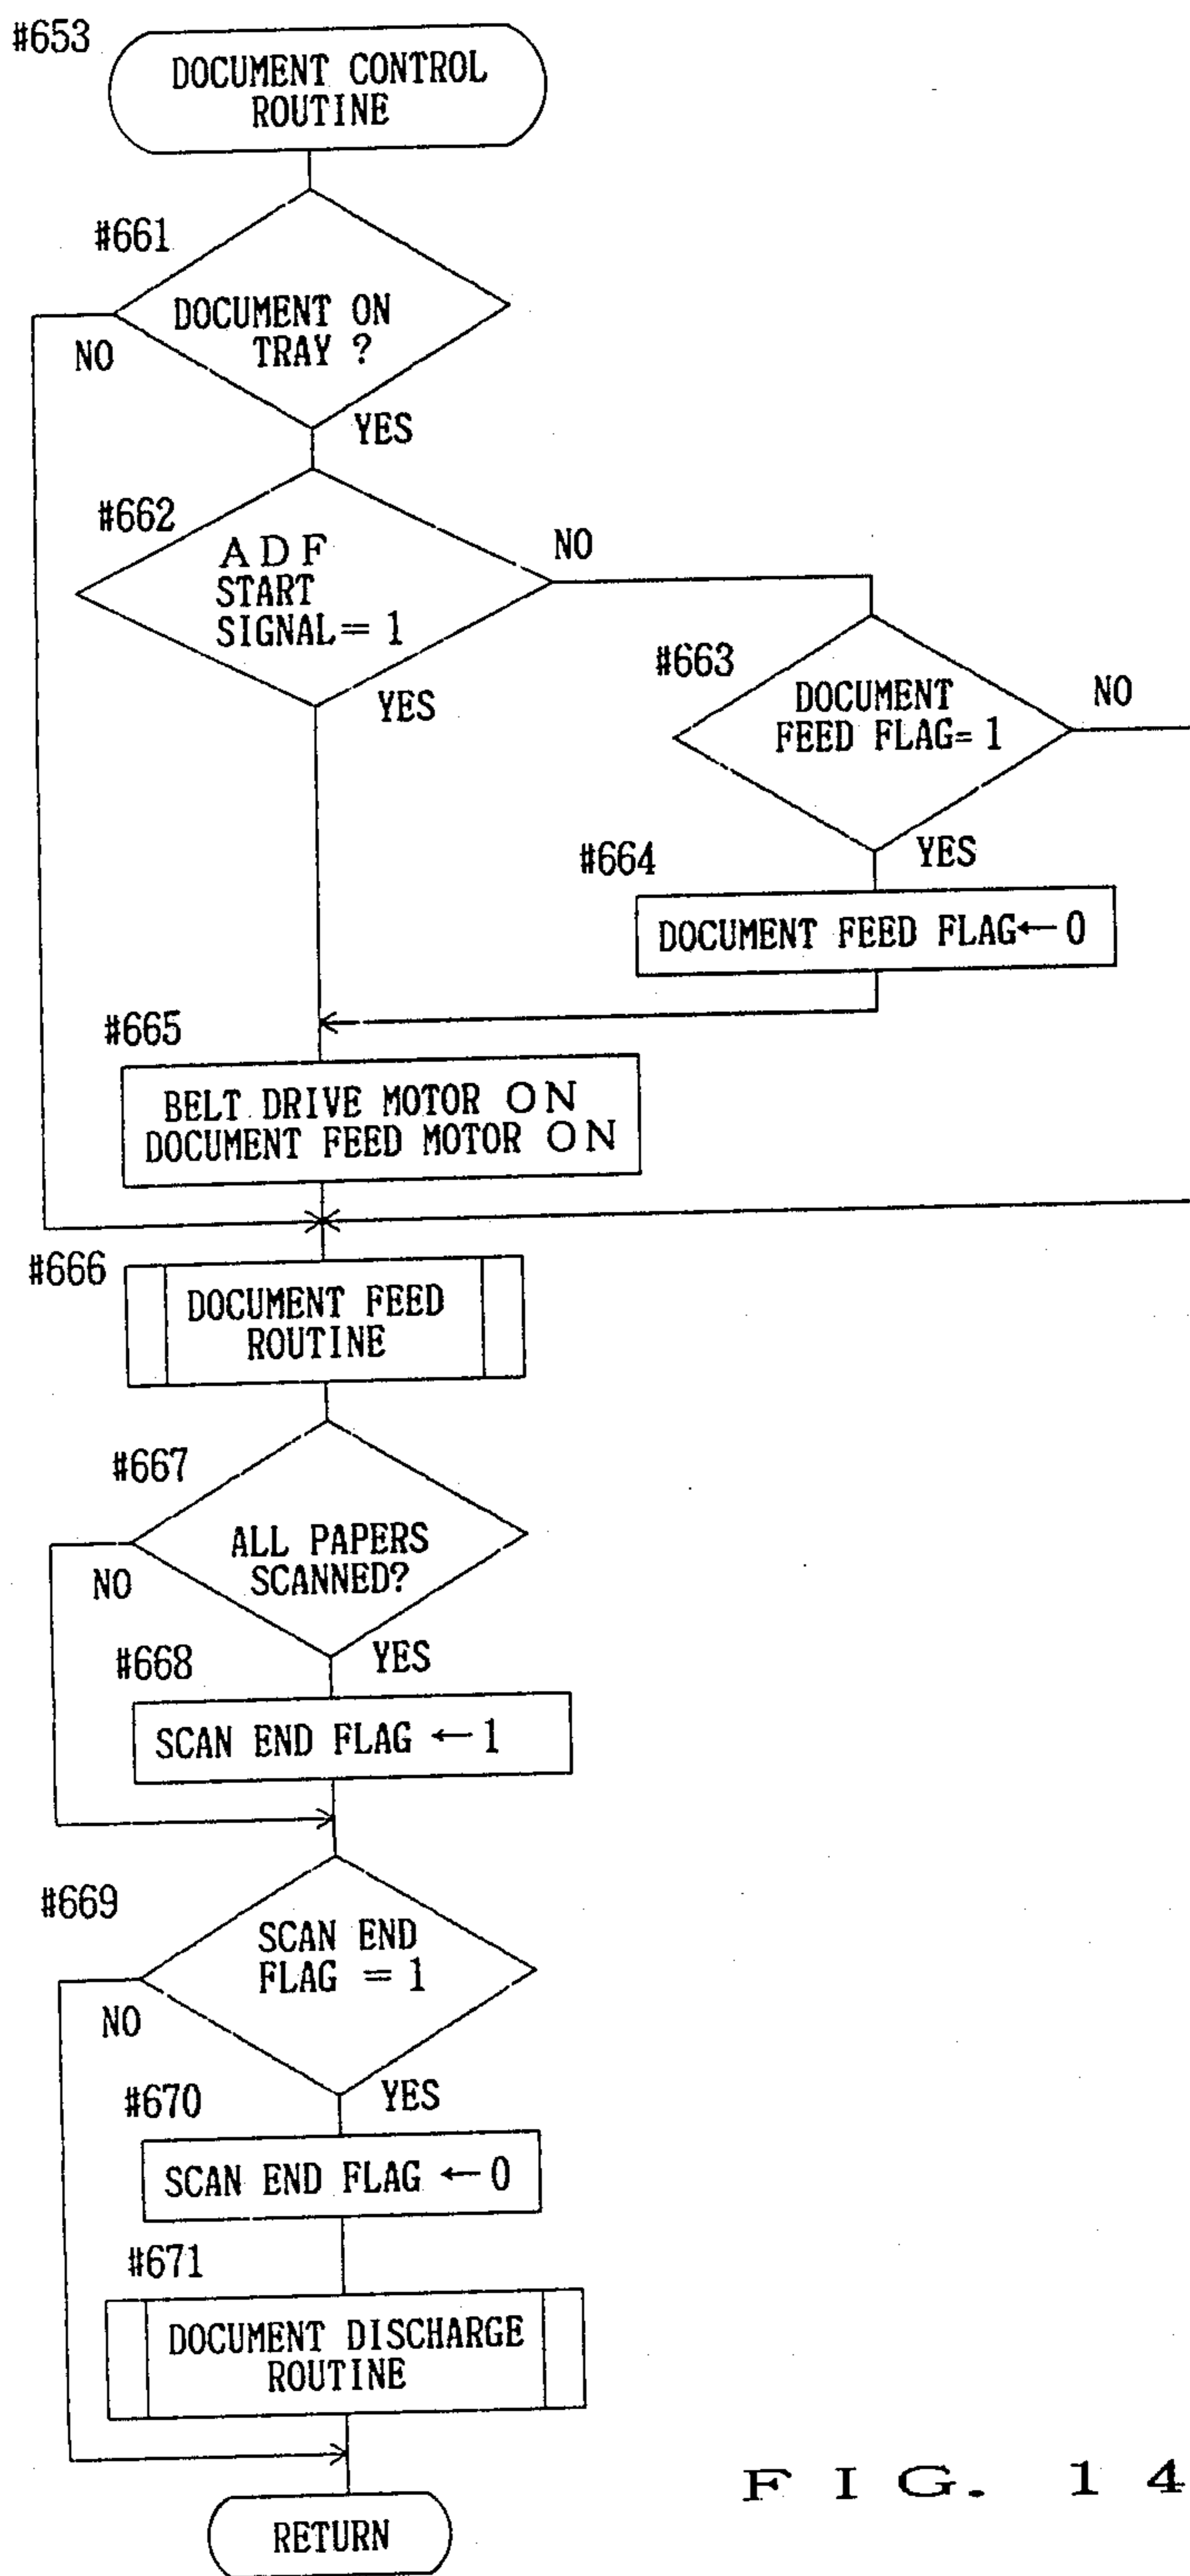 #653
DOCUMENT CONTROL
ROUTINE
#661
DOCUMENT ON
TRAY ?
NO
YES
#662
ADF
START
SIGNAL= 1
NO
YES
#663
DOCUMENT
FEED FLAG= 1
NO
YES
#664
DOCUMENT FEED FLAG←0
#665
BELT DRIVE MOTOR ON
DOCUMENT FEED MOTOR ON
#666
DOCUMENT FEED
ROUTINE
#667
ALL PAPERS
SCANNED?
NO
YES
#668
SCAN END FLAG ←1
#669
SCAN END
FLAG = 1
NO
YES
#670
SCAN END FLAG ←0
#671
DOCUMENT DISCHARGE
ROUTINE
RETURN
FIG. 14